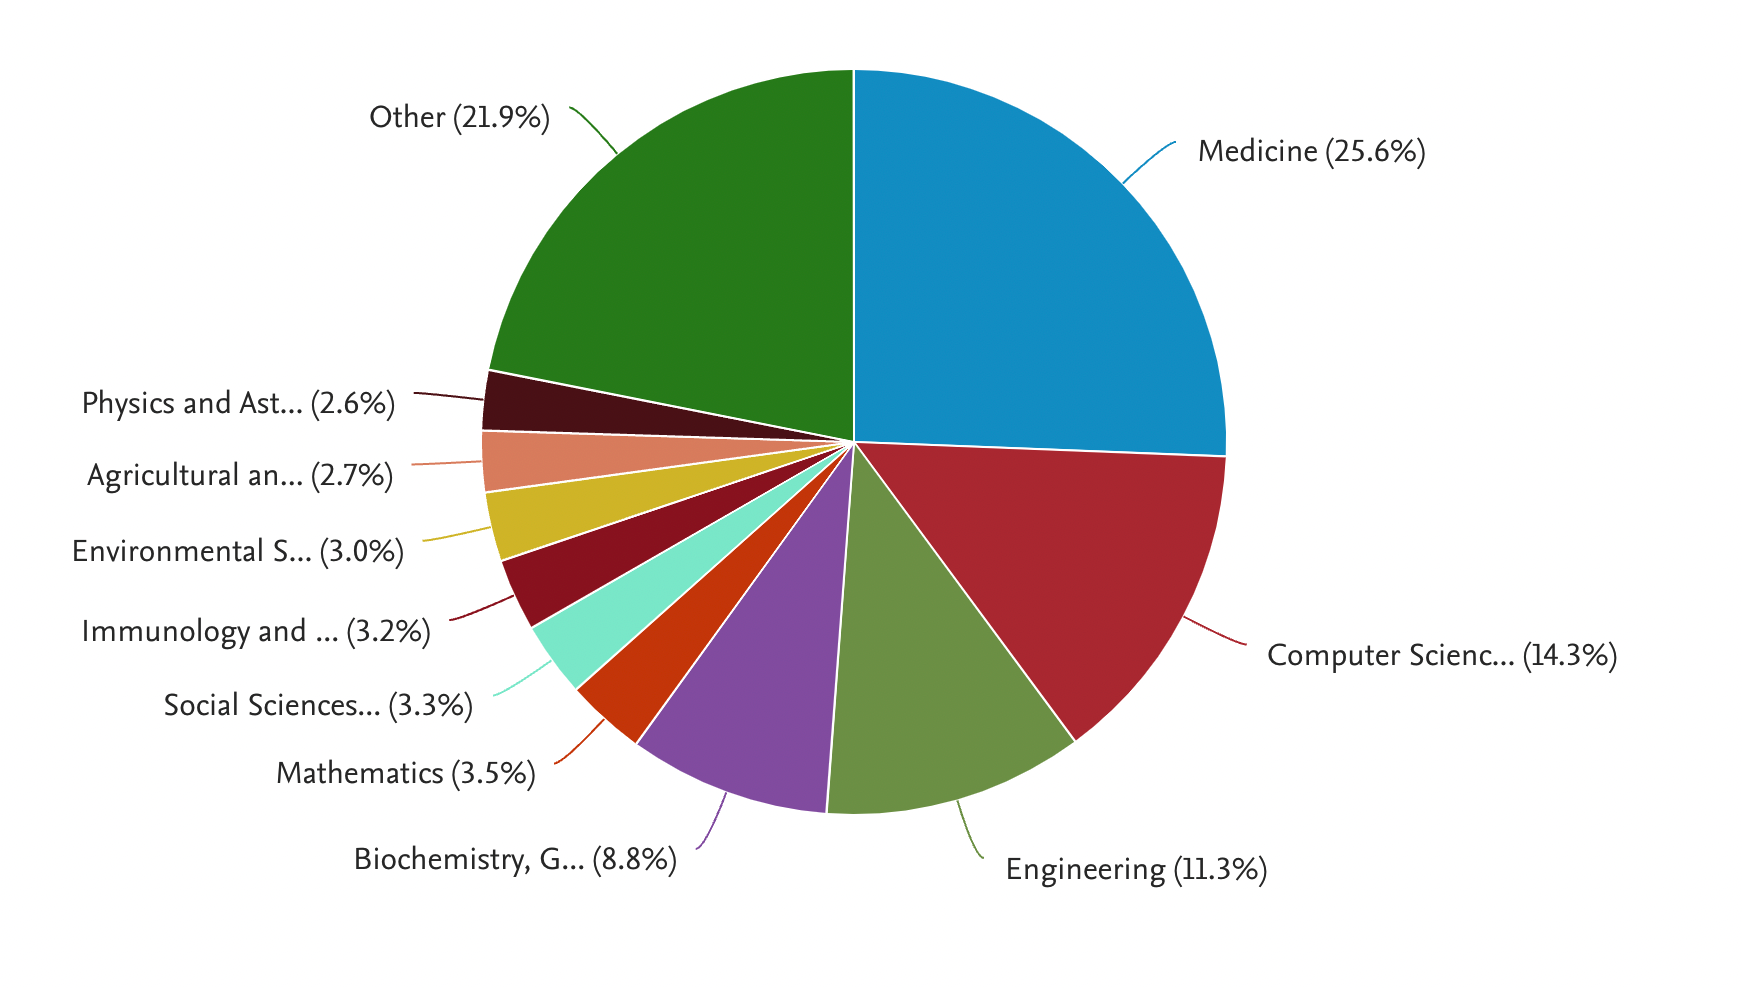 Other (21.9%)
Medicine (25.6%)
Physics and Ast... (2.6%)
Agricultural an... (2.7%)
Environmental S... (3.0%)
Immunology and ... (3.2%)
Computer Scienc... (14.3%)
Social Sciences... (3.3%)
Mathematics (3.5%)
Biochemistry, G... (8.8%)
Engineering (11.3%)